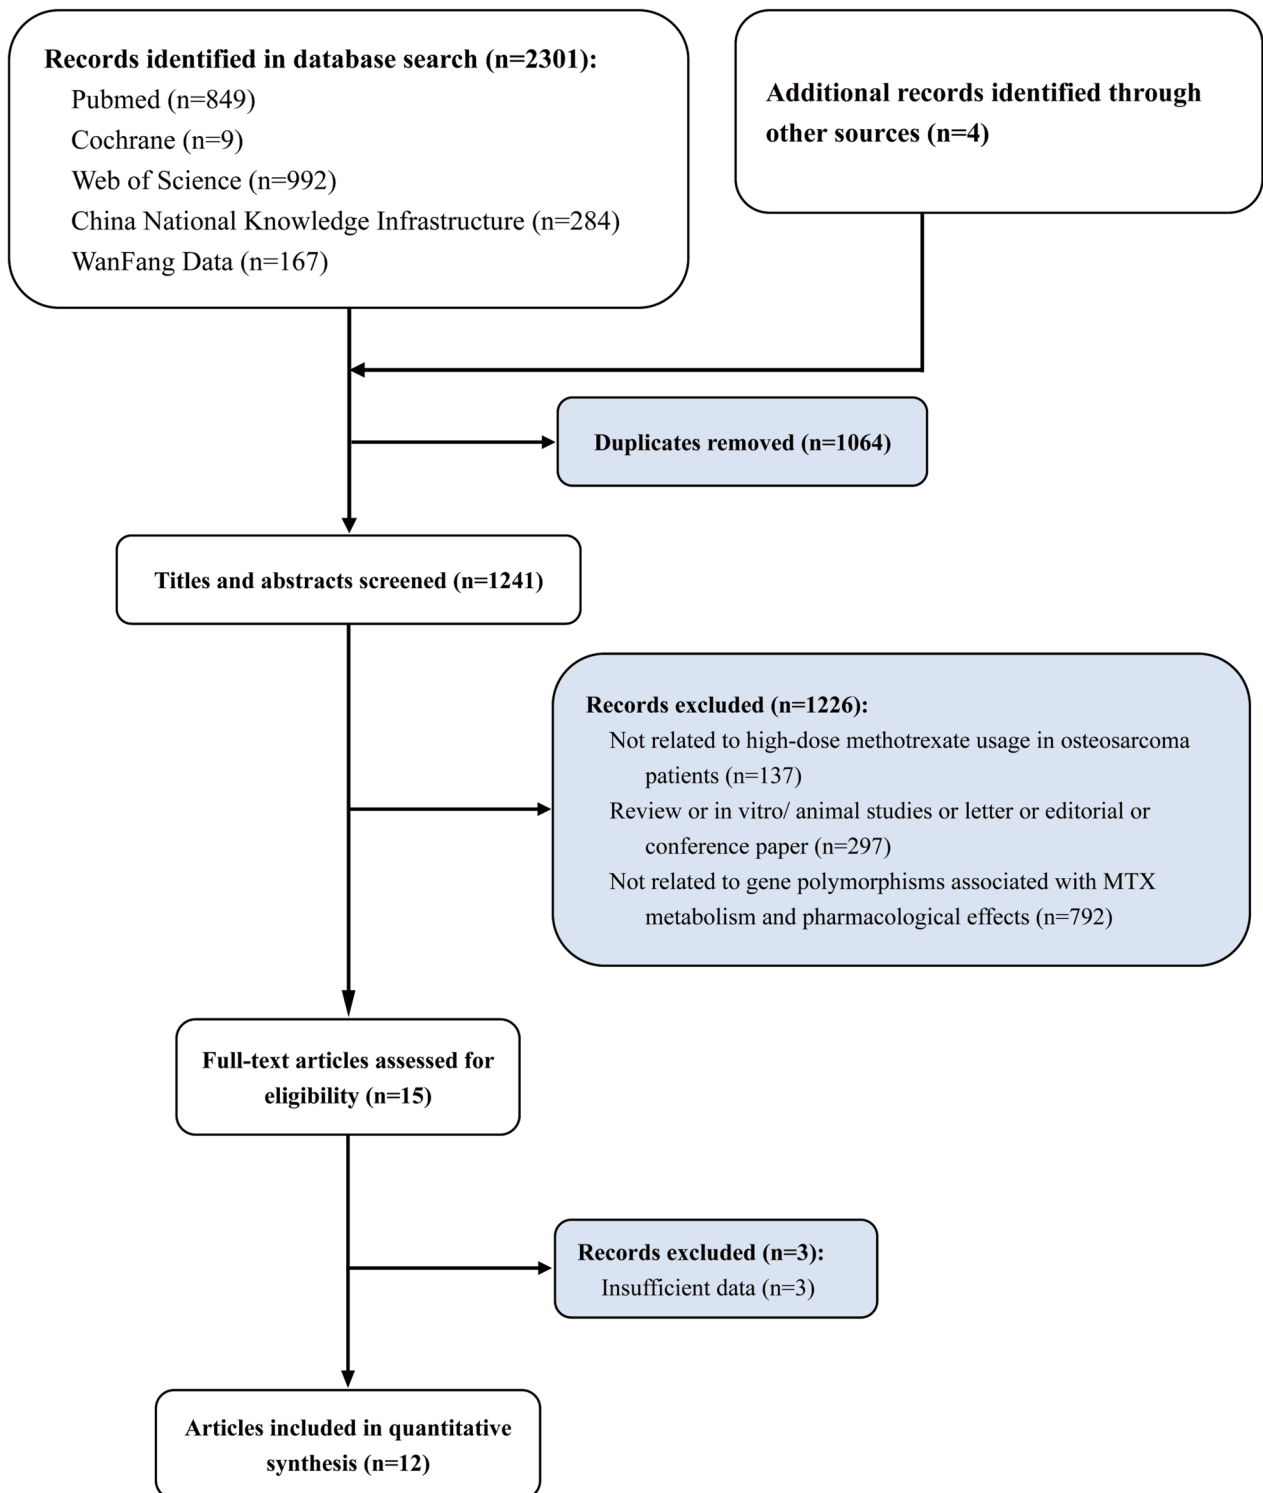 Records identified in database search (n=2301):
Pubmed (n=849)
Cochrane (n=9)
Web of Science (n=992)
China National Knowledge Infrastructure (n=284)
WanFang Data (n=167)
Additional records identified through
other sources (n=4)
Duplicates removed (n=1064)
Titles and abstracts screened (n=1241)
Records excluded (n=1226):
Not related to high-dose methotrexate usage in osteosarcoma
patients (n=137)
Review or in vitro/ animal studies or letter or editorial or
conference paper (n=297)
Not related to gene polymorphisms associated with MTX
metabolism and pharmacological effects (n=792)
Full-text articles assessed for
eligibility (n=15)
Records excluded (n=3):
Insufficient data (n=3)
Articles included in quantitative
synthesis (n=12)